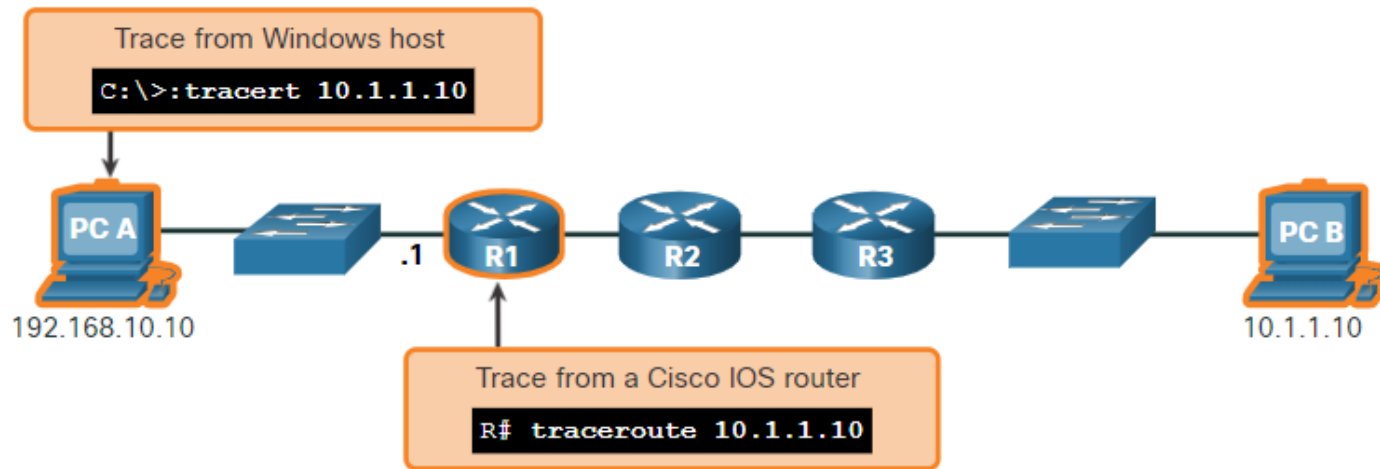 Trace from Windows host
C:\>:tracert 10.1.1.10
PC A
.1
R1
R2
R3
PC B
192.168.10.10
10.1.1.10
Trace from a Cisco IOS router
R# traceroute 10.1.1.10